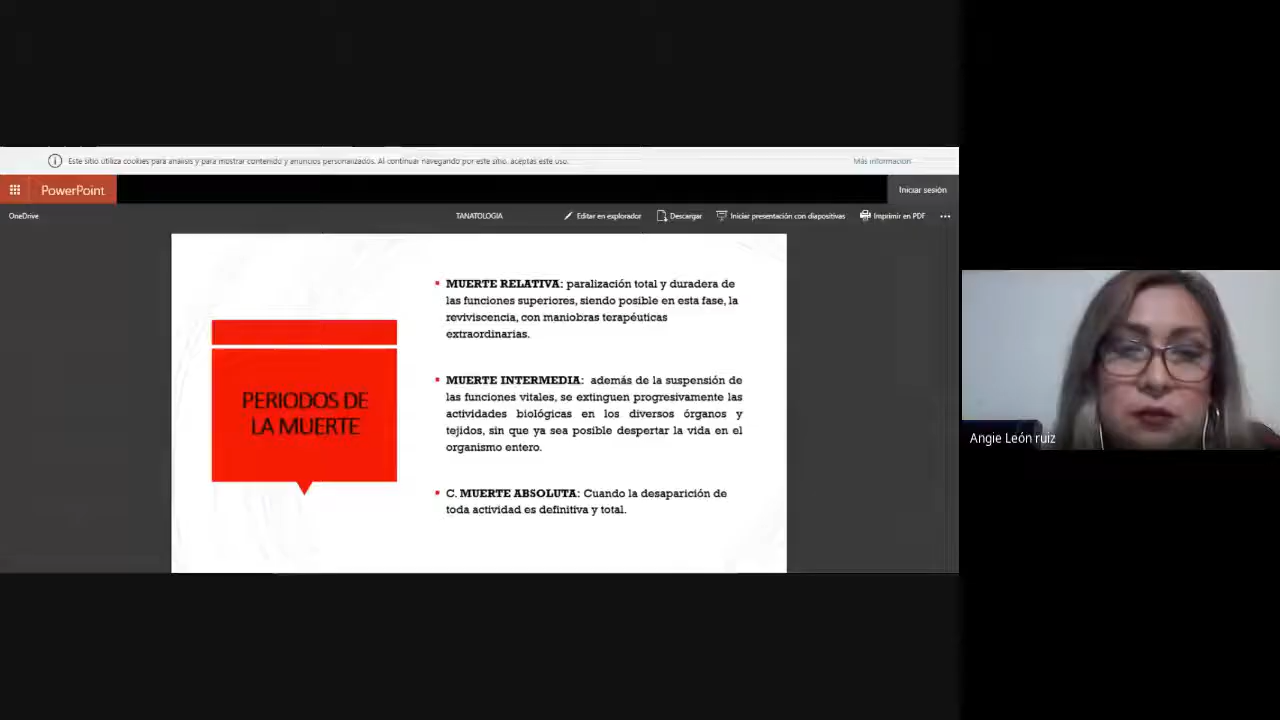 Este sitio utiliza cookies para análisis y para mostrar contenido y anuncios personalizados. Al continuar navegando por este sitio, aceptas este uso.
Más información
PowerPoint
Iniciar sesión
OneDrive
TANATOLOGIA
Editar en explorador
Descargar
Iniciar presentación con diapositivas
Imprimir en PDF
PERIODOS DE
LA MUERTE
MUERTE RELATIVA: paralización total y duradera de
las funciones superiores, siendo posible en esta fase, la
reviviscencia, con maniobras terapéuticas
extraordinarias.
MUERTE INTERMEDIA: además de la suspensión de
las funciones vitales, se extinguen progresivamente las
actividades biológicas en los diversos órganos y
tejidos, sin que ya sea posible despertar la vida en el
organismo entero.
C. MUERTE ABSOLUTA: Cuando la desaparición de
toda actividad es definitiva y total.
Angie León ruiz